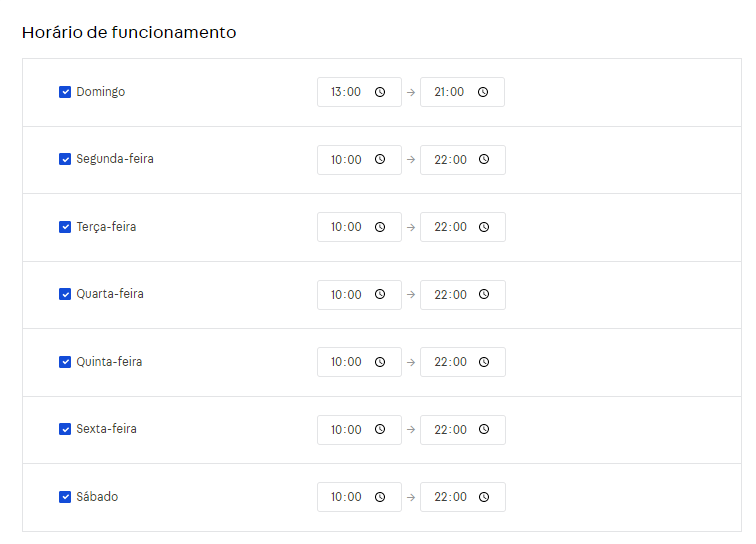 Horário de funcionamento
Domingo 13:00 → 21:00
Segunda-feira 10:00 → 22:00
Terça-feira 10:00 → 22:00
Quarta-feira 10:00 → 22:00
Quinta-feira 10:00 → 22:00
Sexta-feira 10:00 → 22:00
Sábado 10:00 → 22:00